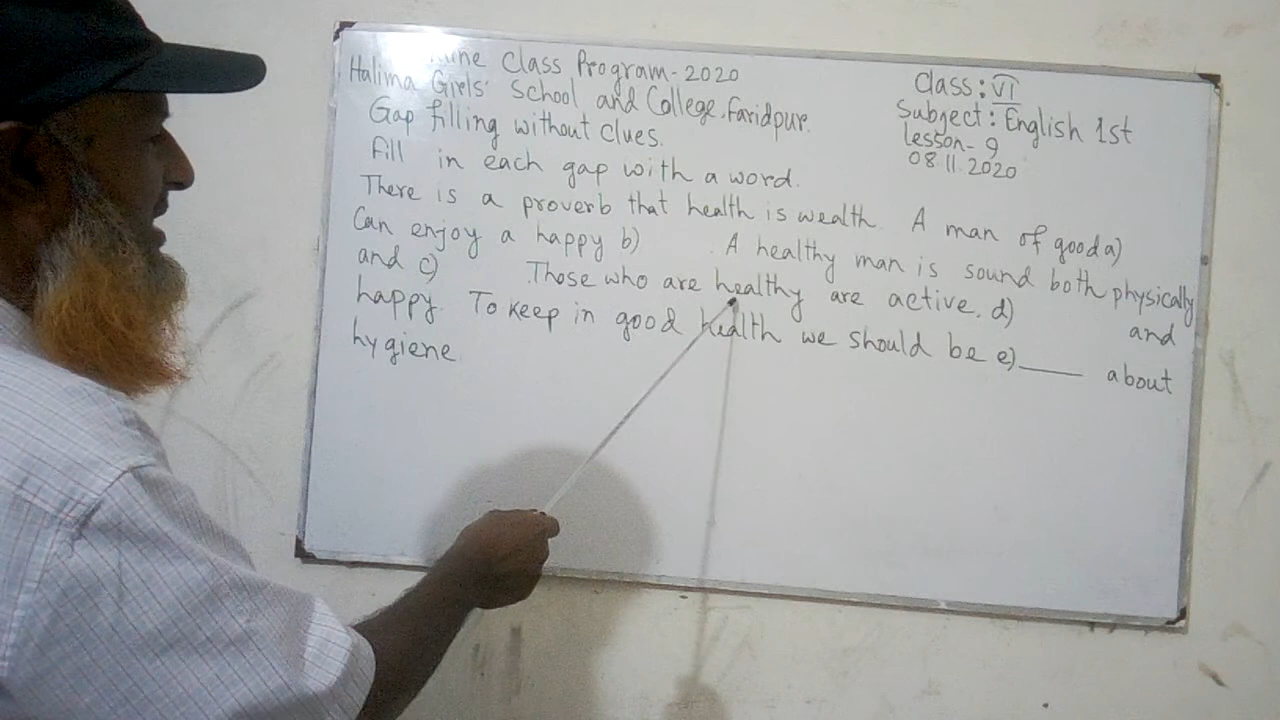 Class Program-2020
Halima Girls' School and College, Faridpur.
Gap filling without clues.
Fill in each gap with a word.
There is a proverb that health is wealth. A man of good a)
Can enjoy a happy b) . A healthy man is sound both physically
and c) . Those who are healthy are active. d) and
happy. To keep in good health we should be e)____ about
hygiene
Class: VI
Subject: English 1st
Lesson-9
08.11.2020